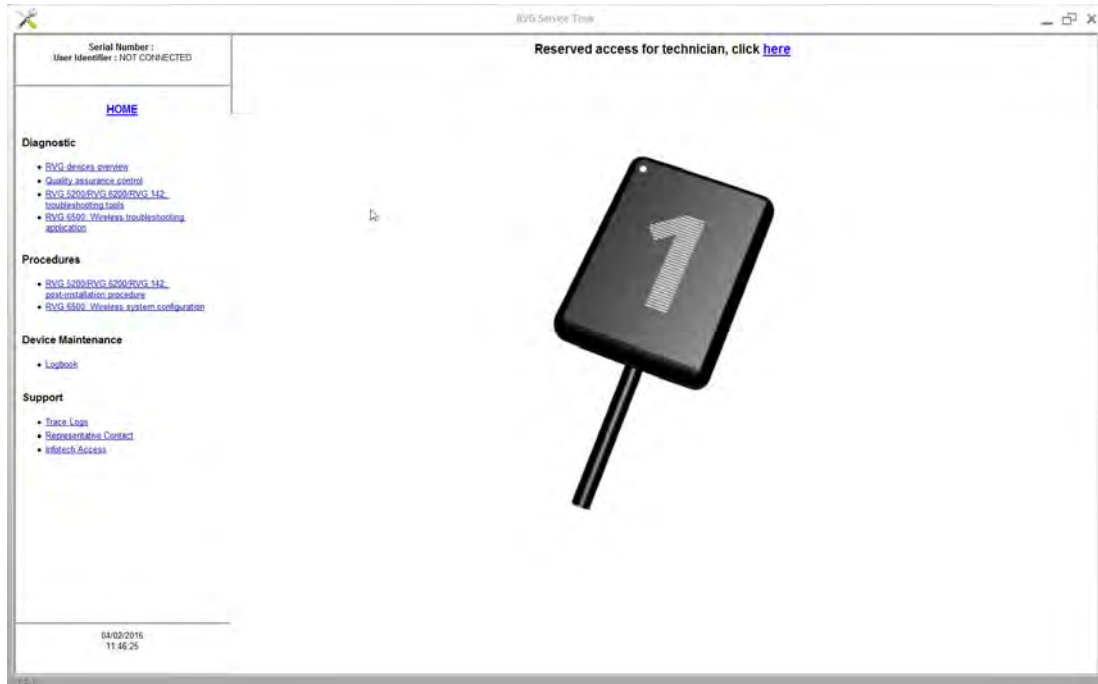 RVG Service Tools
Serial Number :
User Identifier : NOT CONNECTED
Reserved access for technician, click here
HOME
Diagnostic
RVG devices overview
Quality assurance control
RVG 5200/RVG 6200/RVG 142:
troubleshooting tools
RVG 6500: Wireless troubleshooting
application
1
Procedures
RVG 5200/RVG 6200/RVG 142:
post-installation procedure
RVG 6500: Wireless system configuration
Device Maintenance
Logbook
Support
Trace Logs
Representative Contact
Infotech Access
04/02/2016
11:46:25